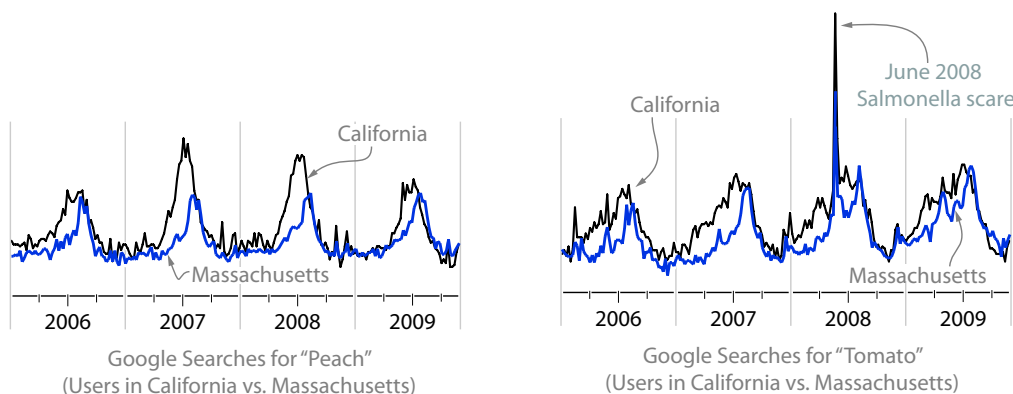 California
Massachusetts
2006 2007 2008 2009
Google Searches for “Peach”
(Users in California vs. Massachusetts)
June 2008
Salmonella scare
California
Massachusetts
2006 2007 2008 2009
Google Searches for “Tomato”
(Users in California vs. Massachusetts)